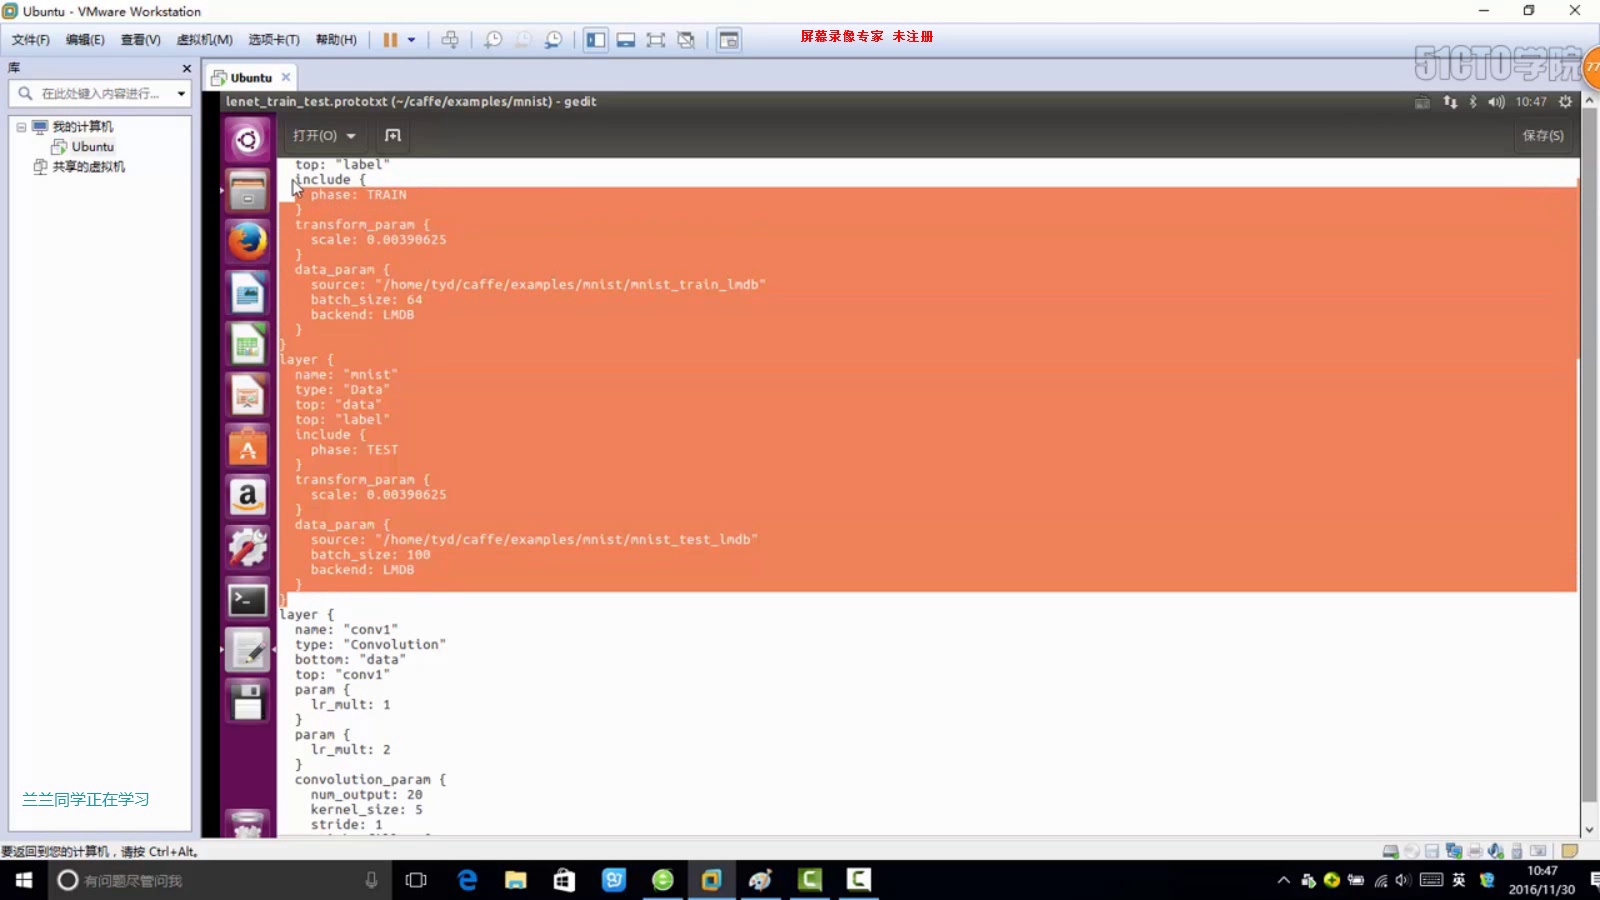 Ubuntu - VMware Workstation
文件(F) 编辑(E) 查看(V) 虚拟机(M) 选项卡(T) 帮助(H)
屏幕录像专家 未注册
51CTO学院
77
库
Ubuntu
在此处键入内容进行...
我的计算机
Ubuntu
共享的虚拟机
lenet_train_test.prototxt (~/caffe/examples/mnist) - gedit
10:47
打开(O)
保存(S)
top: "label"
include {
phase: TRAIN
}
transform_param {
scale: 0.00390625
}
data_param {
source: "/home/tyd/caffe/examples/mnist/mnist_train_lmdb"
batch_size: 64
backend: LMDB
}
}
layer {
name: "mnist"
type: "Data"
top: "data"
top: "label"
include {
phase: TEST
}
transform_param {
scale: 0.00390625
}
data_param {
source: "/home/tyd/caffe/examples/mnist/mnist_test_lmdb"
batch_size: 100
backend: LMDB
}
}
layer {
name: "conv1"
type: "Convolution"
bottom: "data"
top: "conv1"
param {
lr_mult: 1
}
param {
lr_mult: 2
}
convolution_param {
num_output: 20
kernel_size: 5
stride: 1
兰兰同学正在学习
要返回到您的计算机，请按 Ctrl+Alt。
有问题尽管问我
英
10:47
2016/11/30